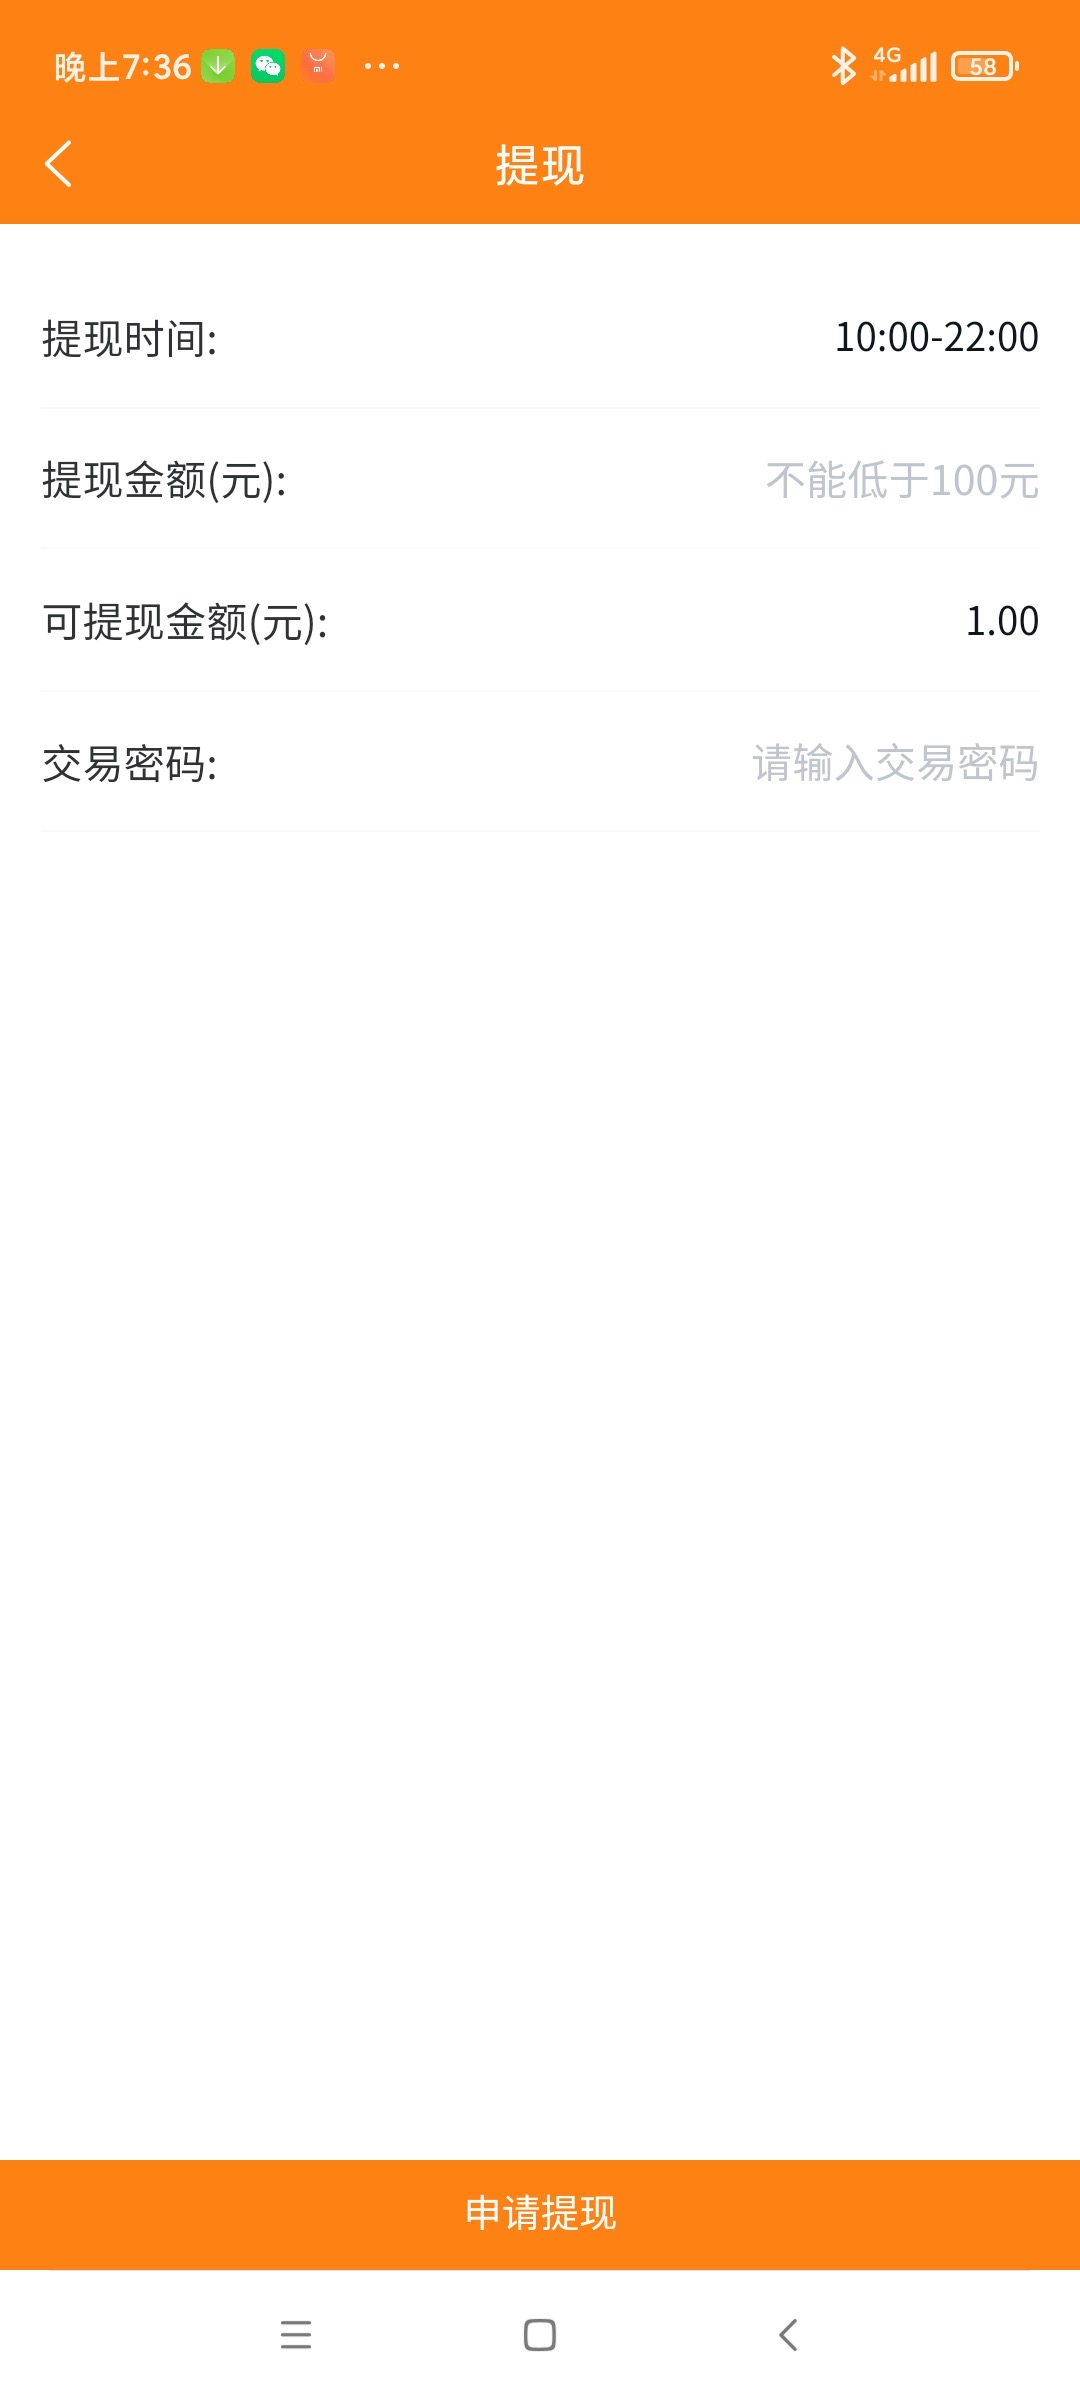 晚上7:36
4G
58
提现
提现时间: 10:00-22:00
提现金额(元): 不能低于100元
可提现金额(元): 1.00
交易密码: 请输入交易密码
申请提现